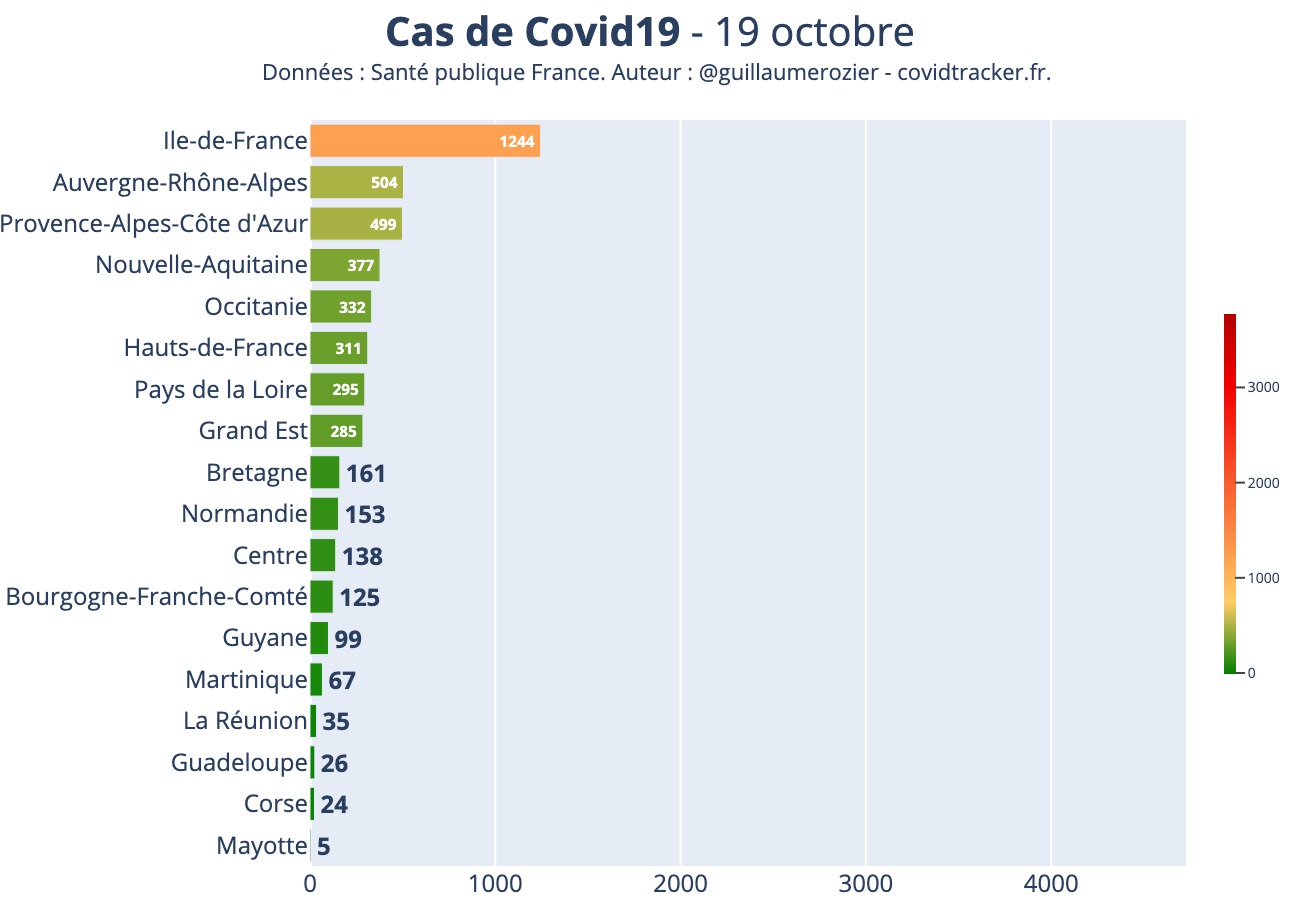 Cas de Covid19 - 19 octobre
Données : Santé publique France. Auteur : @guillaumerozier - covidtracker.fr.
Ile-de-France 1244
Auvergne-Rhône-Alpes 504
Provence-Alpes-Côte d'Azur 499
Nouvelle-Aquitaine 377
Occitanie 332
Hauts-de-France 311
Pays de la Loire 295
Grand Est 285
Bretagne 161
Normandie 153
Centre 138
Bourgogne-Franche-Comté 125
Guyane 99
Martinique 67
La Réunion 35
Guadeloupe 26
Corse 24
Mayotte 5
0 1000 2000 3000 4000
3000
2000
1000
0